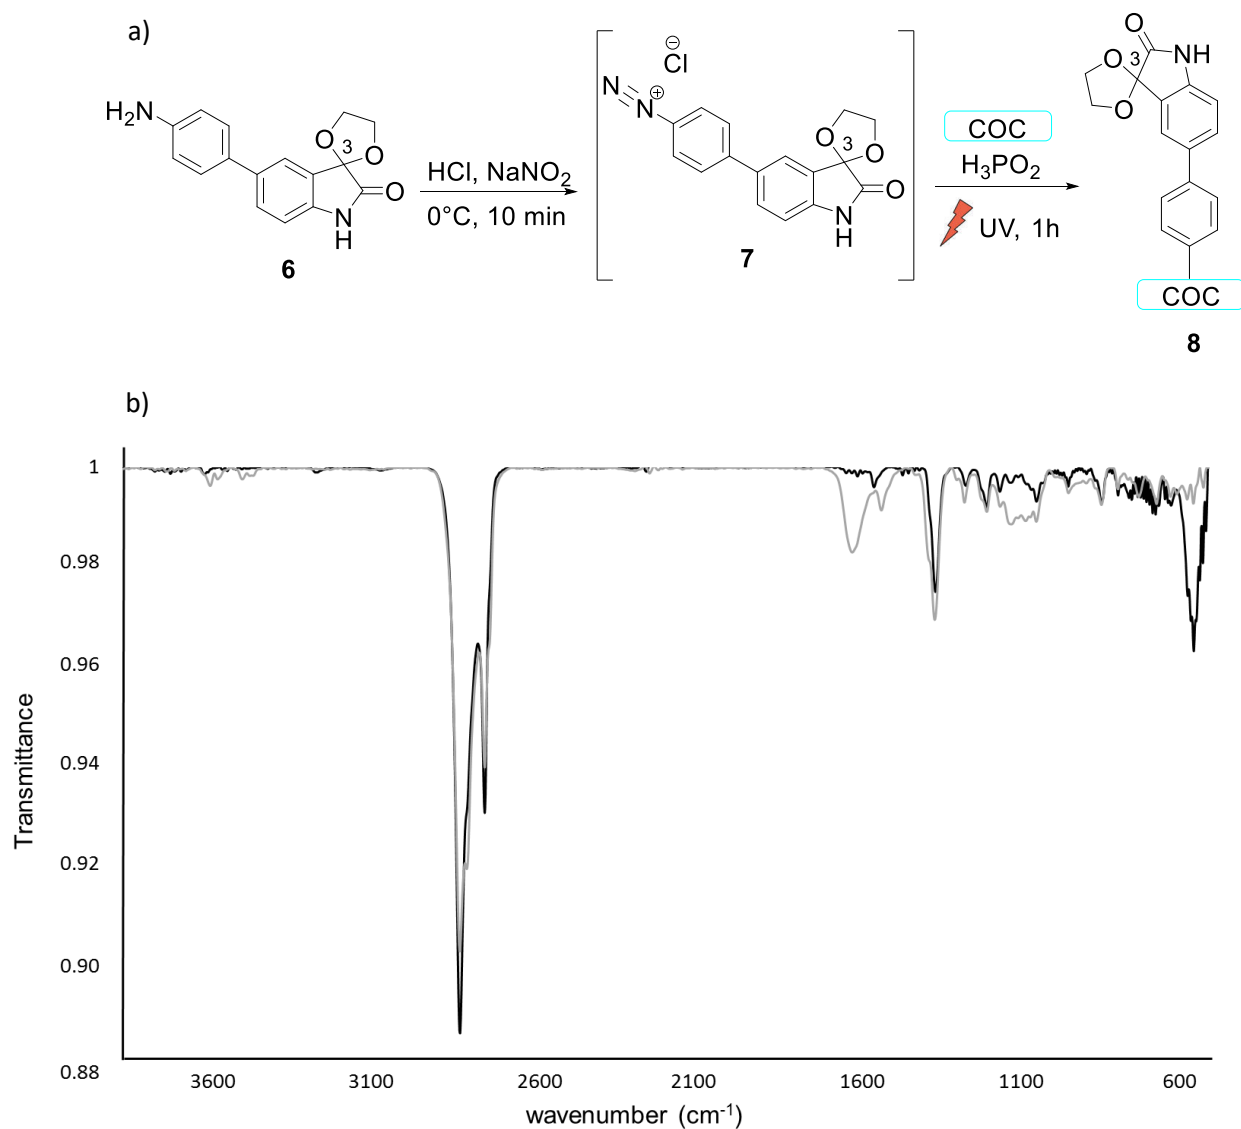 a)
H₂N
O
3
O
O
N
H
6
HCl, NaNO₂
0°C, 10 min
⊖
Cl
N
N
⊕
O
3
O
O
N
H
7
COC
H₃PO₂
UV, 1h
O
O
3
NH
O
COC
8
b)
1
0.98
0.96
0.94
0.92
0.90
0.88
Transmittance
3600 3100 2600 2100 1600 1100 600
wavenumber (cm⁻¹)